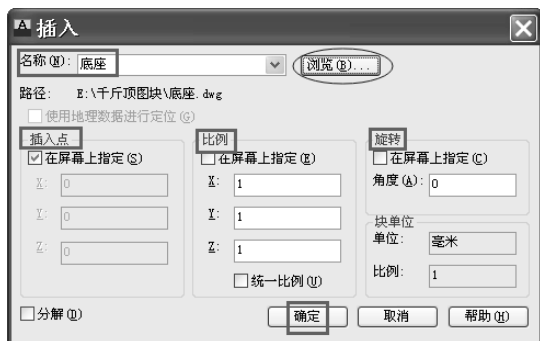 插入
名称(N): 底座 浏览(B)...
路径: E:\千斤顶图块\底座.dwg
使用地理数据进行定位(G)
插入点 比例 旋转
在屏幕上指定(S) 在屏幕上指定(E) 在屏幕上指定(C)
X: 0 X: 1 角度(A): 0
Y: 0 Y: 1 块单位
单位: 毫米
Z: 0 Z: 1 比例: 1
统一比例(U)
分解(D) 确定 取消 帮助(H)